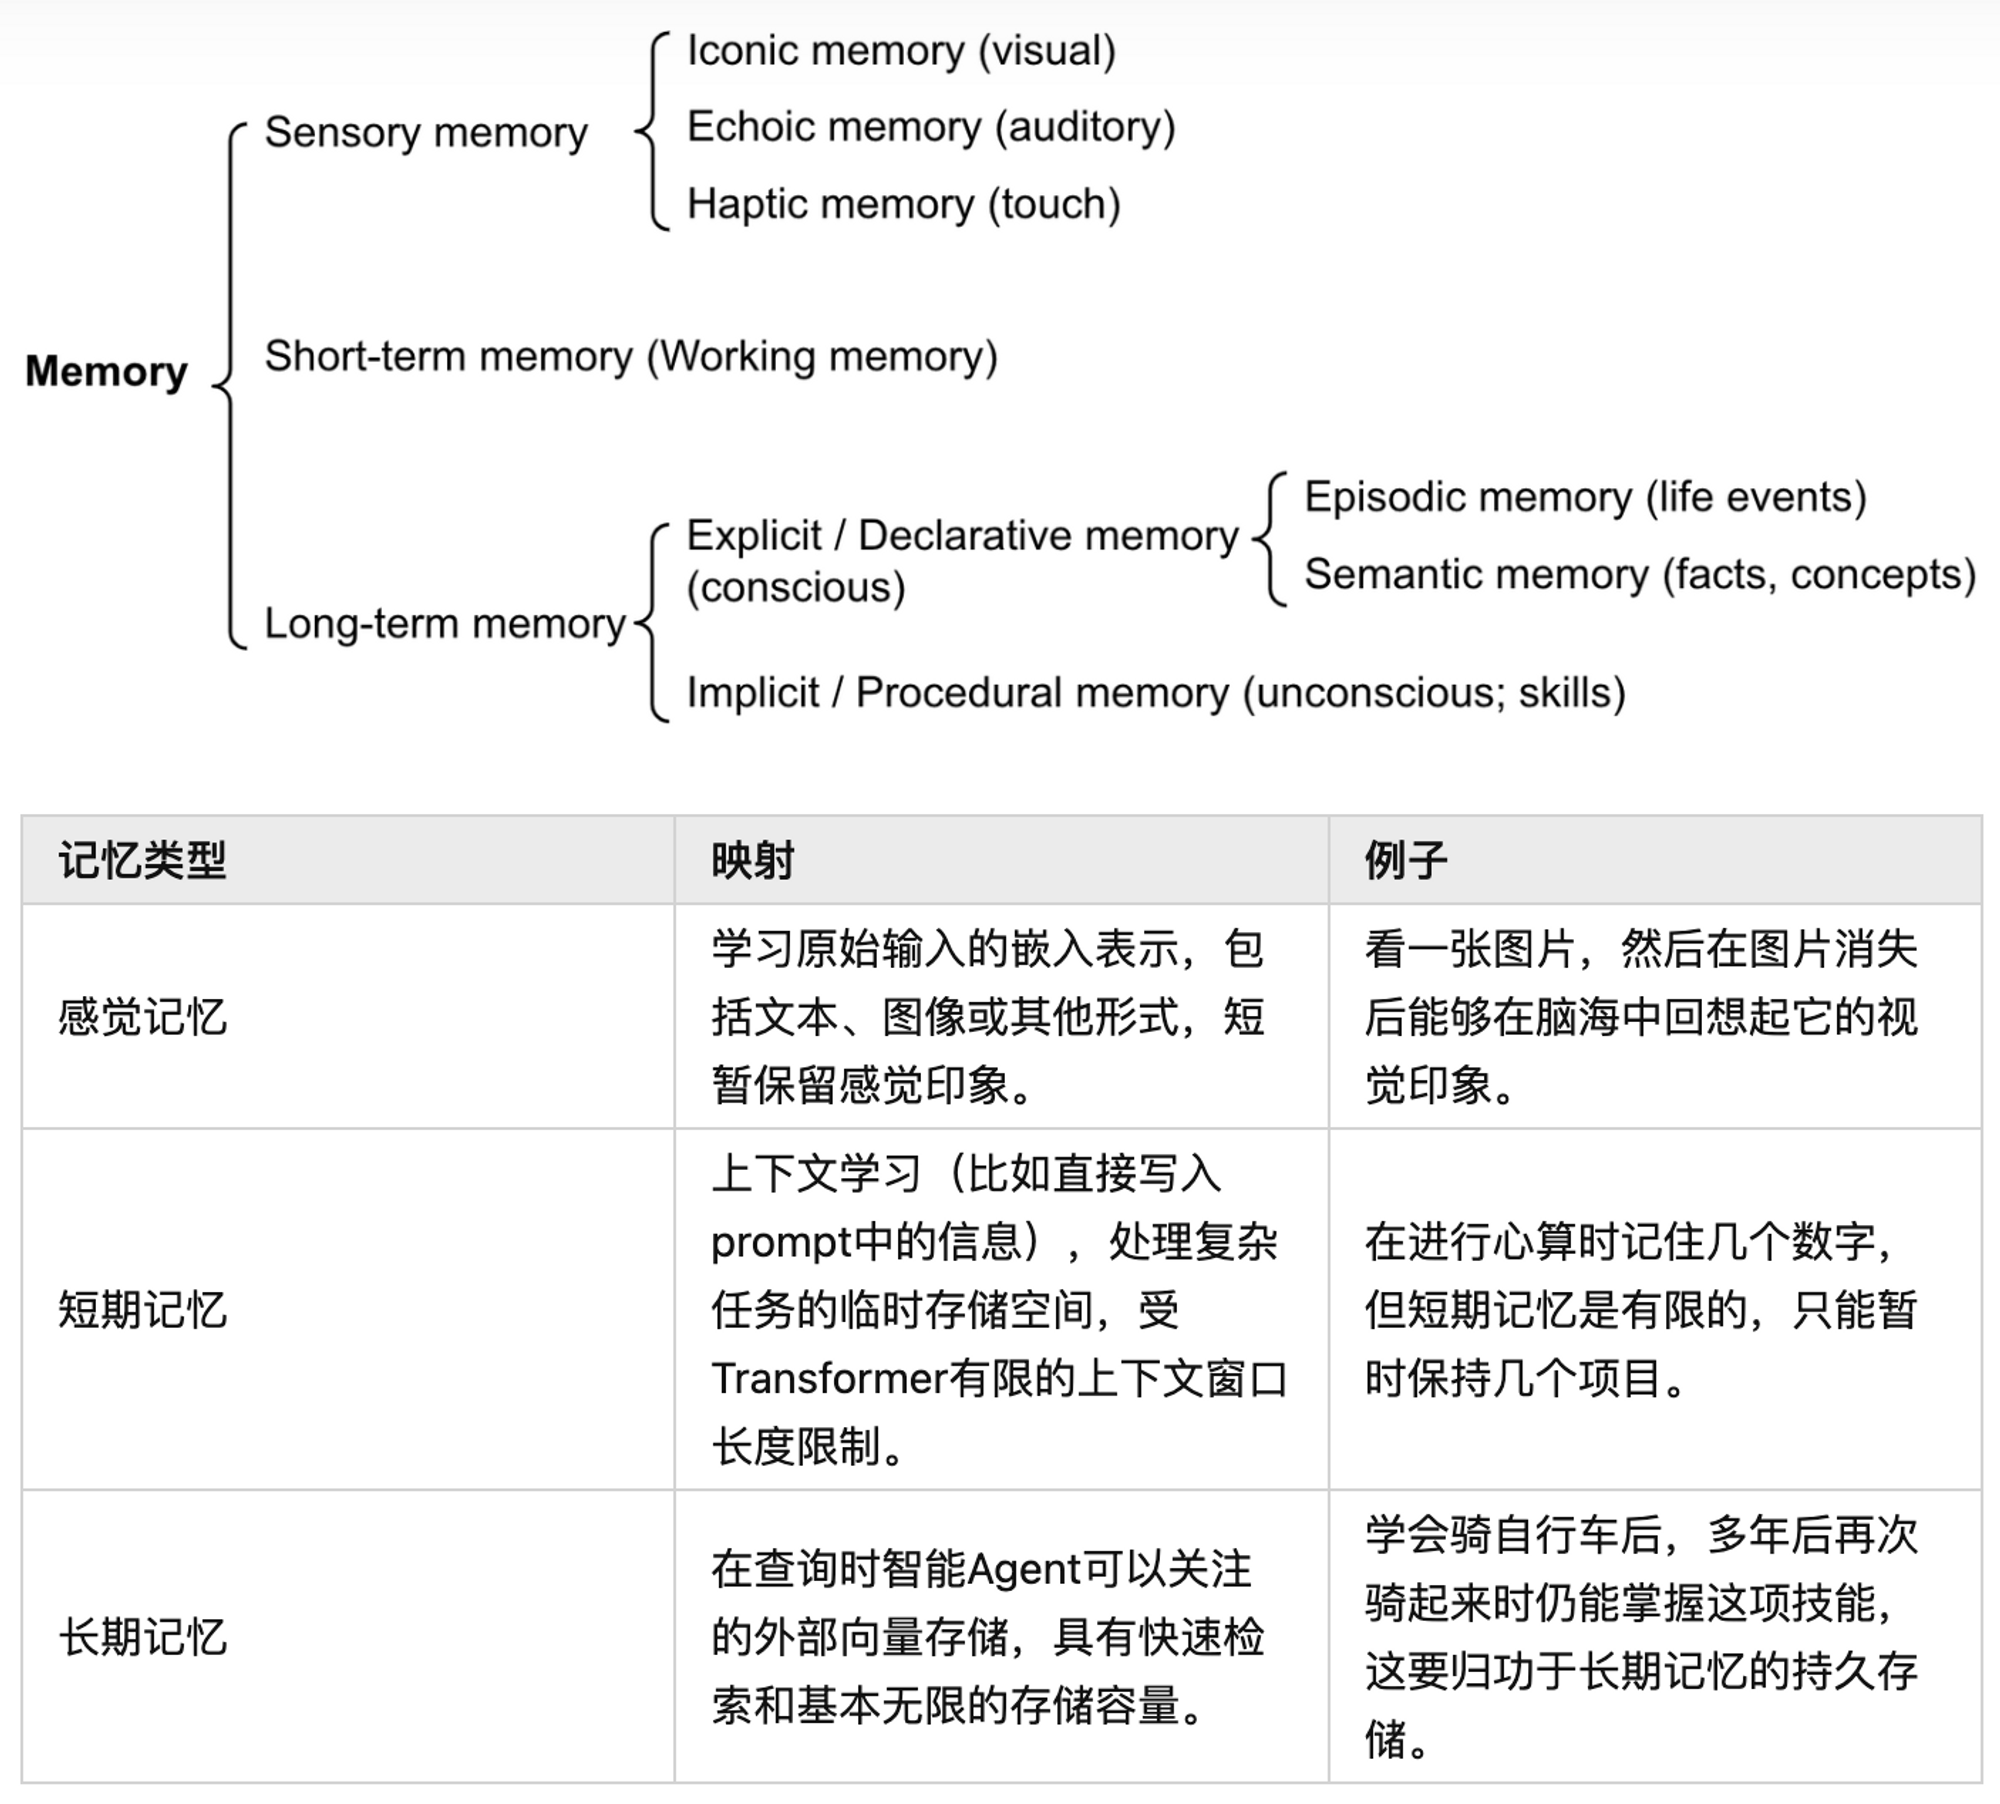 Iconic memory (visual)
Sensory memory
Echoic memory (auditory)
Haptic memory (touch)
Memory
Short-term memory (Working memory)
Explicit / Declarative memory
(conscious)
Episodic memory (life events)
Semantic memory (facts, concepts)
Long-term memory
Implicit / Procedural memory (unconscious; skills)
记忆类型
映射
例子
感觉记忆
学习原始输入的嵌入表示，包
括文本、图像或其他形式，短
暂保留感觉印象。
看一张图片，然后在图片消失
后能够在脑海中回想起它的视
觉印象。
短期记忆
上下文学习（比如直接写入
prompt中的信息），处理复杂
任务的临时存储空间，受
Transformer有限的上下文窗口
长度限制。
在进行心算时记住几个数字，
但短期记忆是有限的，只能暂
时保持几个项目。
长期记忆
在查询时智能Agent可以关注
的外部向量存储，具有快速检
索和基本无限的存储容量。
学会骑自行车后，多年后再次
骑起来时仍能掌握这项技能，
这要归功于长期记忆的持久存
储。